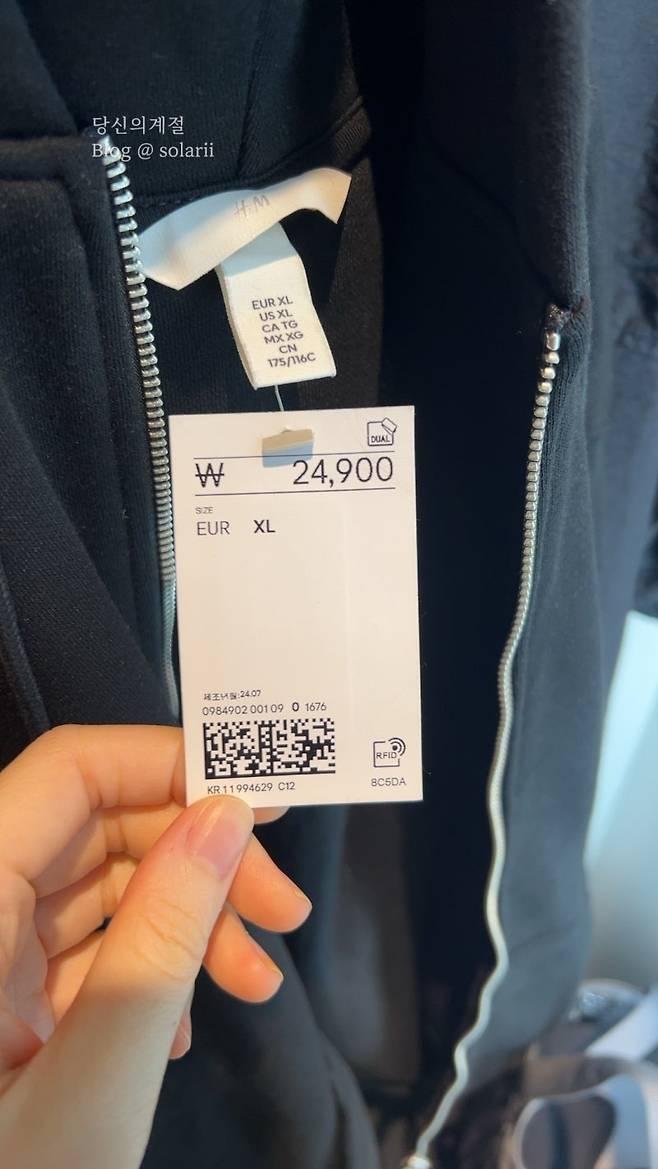 당신의계절
Blog @ solarii
H&M
EUR XL
US XL
CA TG
MX XG
CN
175/116C
DUAL
₩ 24,900
SIZE
EUR XL
제조년월:24.07
0984902 001 09 0 1676
RFID
KR 11994629 C12
8C5DA